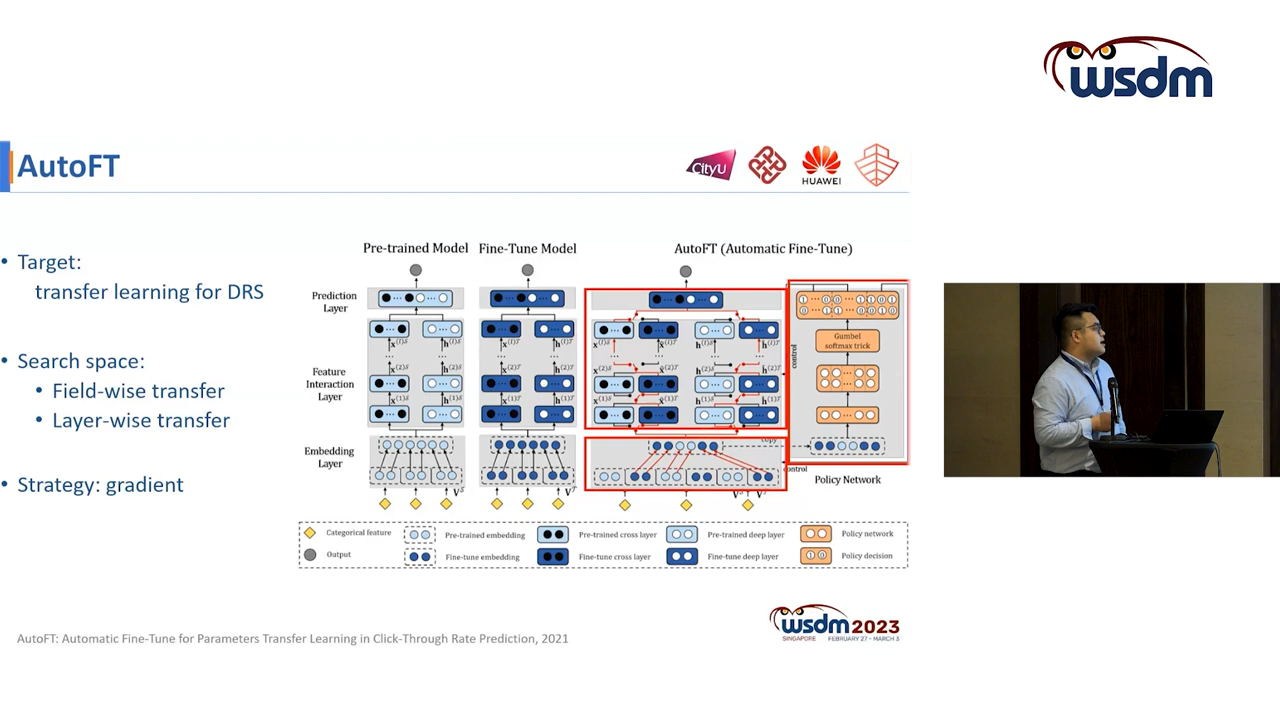 wsdm
AutoFT
CityU
HUAWEI
• Target:
transfer learning for DRS
• Search space:
• Field-wise transfer
• Layer-wise transfer
• Strategy: gradient
Pre-trained Model
Fine-Tune Model
AutoFT (Automatic Fine-Tune)
Prediction
Layer
Feature
Interaction
Layer
Embedding
Layer
Gumbel
softmax trick
control
copy
control
Policy Network
Categorical feature
Pre-trained embedding
Pre-trained cross layer
Pre-trained deep layer
Policy network
Output
Fine-tune embedding
Fine-tune cross layer
Fine-tune deep layer
Policy decision
AutoFT: Automatic Fine-Tune for Parameters Transfer Learning in Click-Through Rate Prediction, 2021
wsdm2023
SINGAPORE FEBRUARY 27 - MARCH 3